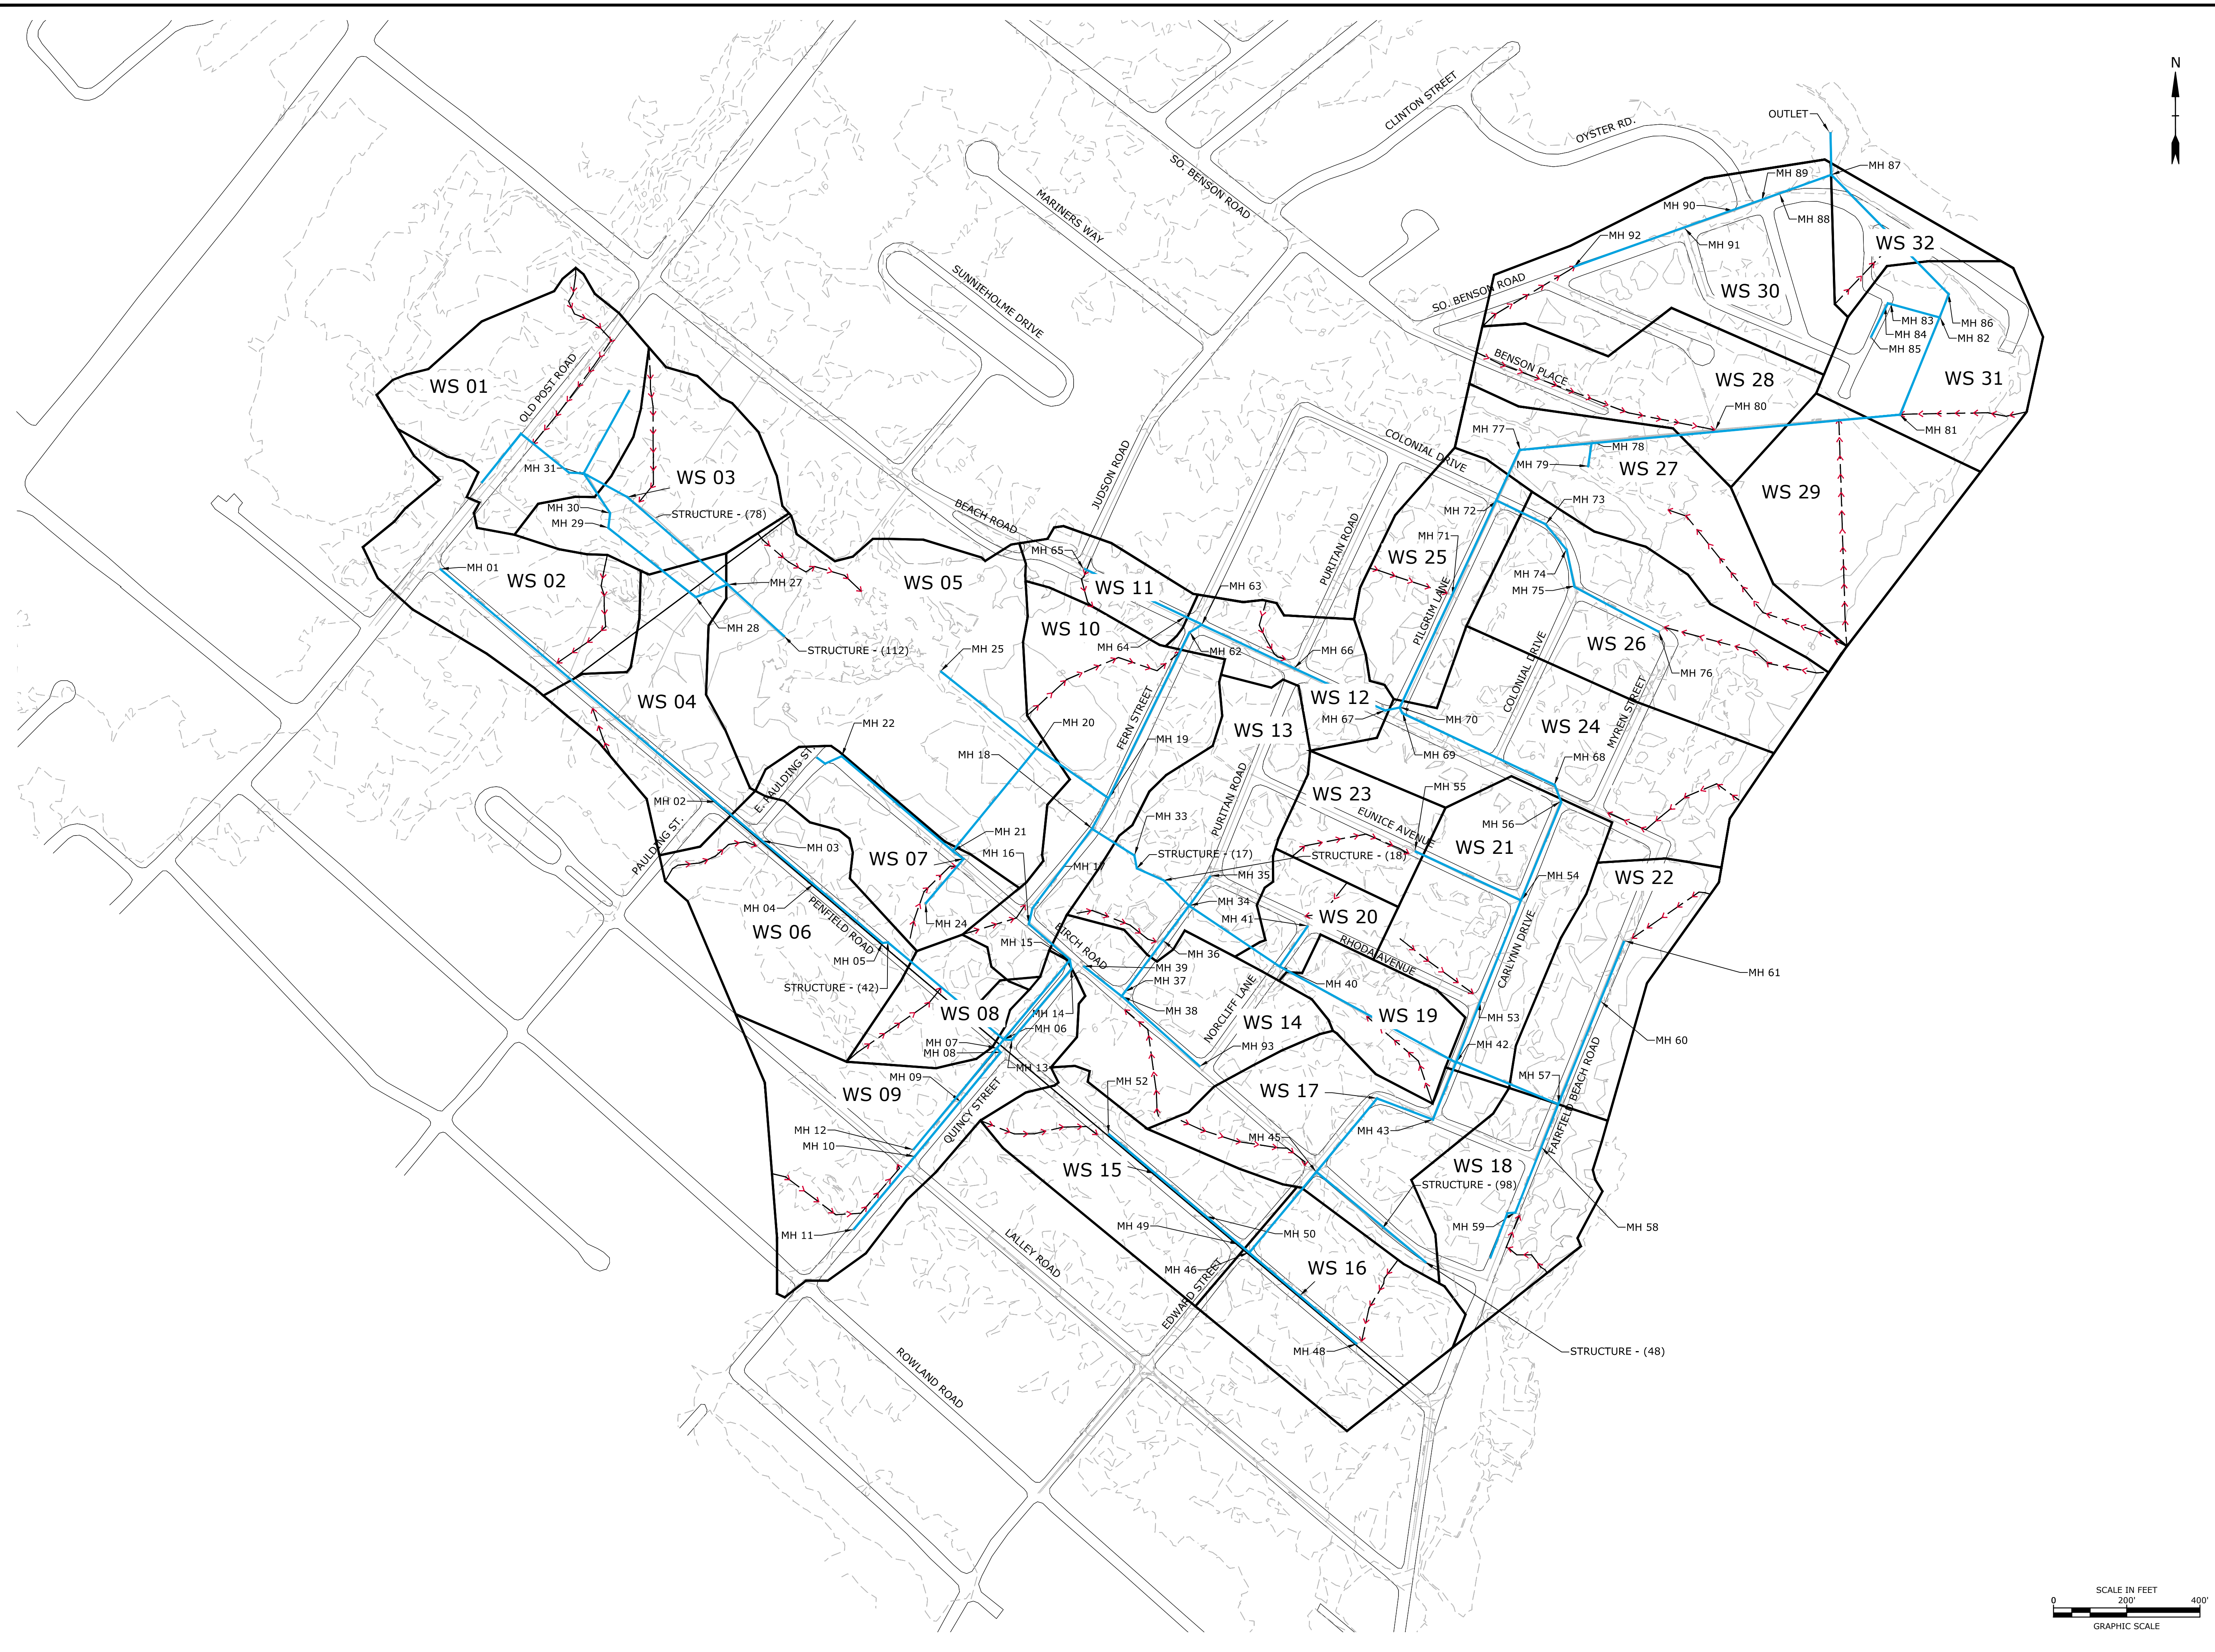 N
OUTLET
CLINTON STREET
OYSTER RD.
SO. BENSON ROAD
MH 87
MH 89
MH 90
MH 88
MARINERS WAY
MH 92
MH 91
WS 32
SUNNIEHOLME DRIVE
SO. BENSON ROAD
WS 30
MH 83
MH 86
MH 84
MH 82
MH 85
BENSON PLACE
WS 01
OLD POST ROAD
WS 28
WS 31
MH 80
MH 77
COLONIAL DRIVE
MH 81
MH 78
MH 79
WS 27
MH 31
WS 03
JUDSON ROAD
WS 29
MH 30
STRUCTURE - (78)
BEACH ROAD
MH 73
MH 72
MH 29
PURITAN ROAD
MH 71
MH 65
WS 25
MH 01
WS 02
MH 27
WS 05
WS 11
MH 63
MH 74
MH 75
PILGRIM LANE
MH 28
WS 10
STRUCTURE - (112)
MH 25
MH 64
MH 62
MH 66
WS 26
COLONIAL DRIVE
MH 76
WS 04
FERN STREET
WS 12
MH 67
MH 70
MYREN STREET
MH 22
MH 20
WS 13
WS 24
MH 18
MH 19
MH 69
MH 68
E. PAULDING ST.
WS 23
MH 55
MH 02
PURITAN ROAD
EUNICE AVENUE
MH 33
MH 56
PAULDING ST.
MH 03
MH 21
MH 16
WS 07
STRUCTURE - (17)
STRUCTURE - (18)
WS 21
MH 17
MH 35
MH 54
WS 22
MH 04
PENFIELD ROAD
MH 34
MH 24
MH 41
WS 20
WS 06
MH 15
BIRCH ROAD
RHODA AVENUE
CARLYNN DRIVE
MH 05
MH 36
MH 39
MH 37
MH 40
MH 61
STRUCTURE - (42)
NORCLIFF LANE
WS 08
MH 14
MH 38
WS 14
WS 19
MH 53
MH 06
MH 07
MH 08
MH 93
MH 42
MH 60
MH 13
MH 52
MH 57
MH 09
WS 09
QUINCY STREET
WS 17
FAIRFIELD BEACH ROAD
MH 12
MH 10
MH 45
MH 43
WS 15
WS 18
STRUCTURE - (98)
MH 11
MH 49
MH 50
MH 59
MH 58
LALLEY ROAD
MH 46
EDWARD STREET
WS 16
MH 48
STRUCTURE - (48)
ROWLAND ROAD
SCALE IN FEET
0 200' 400'
GRAPHIC SCALE